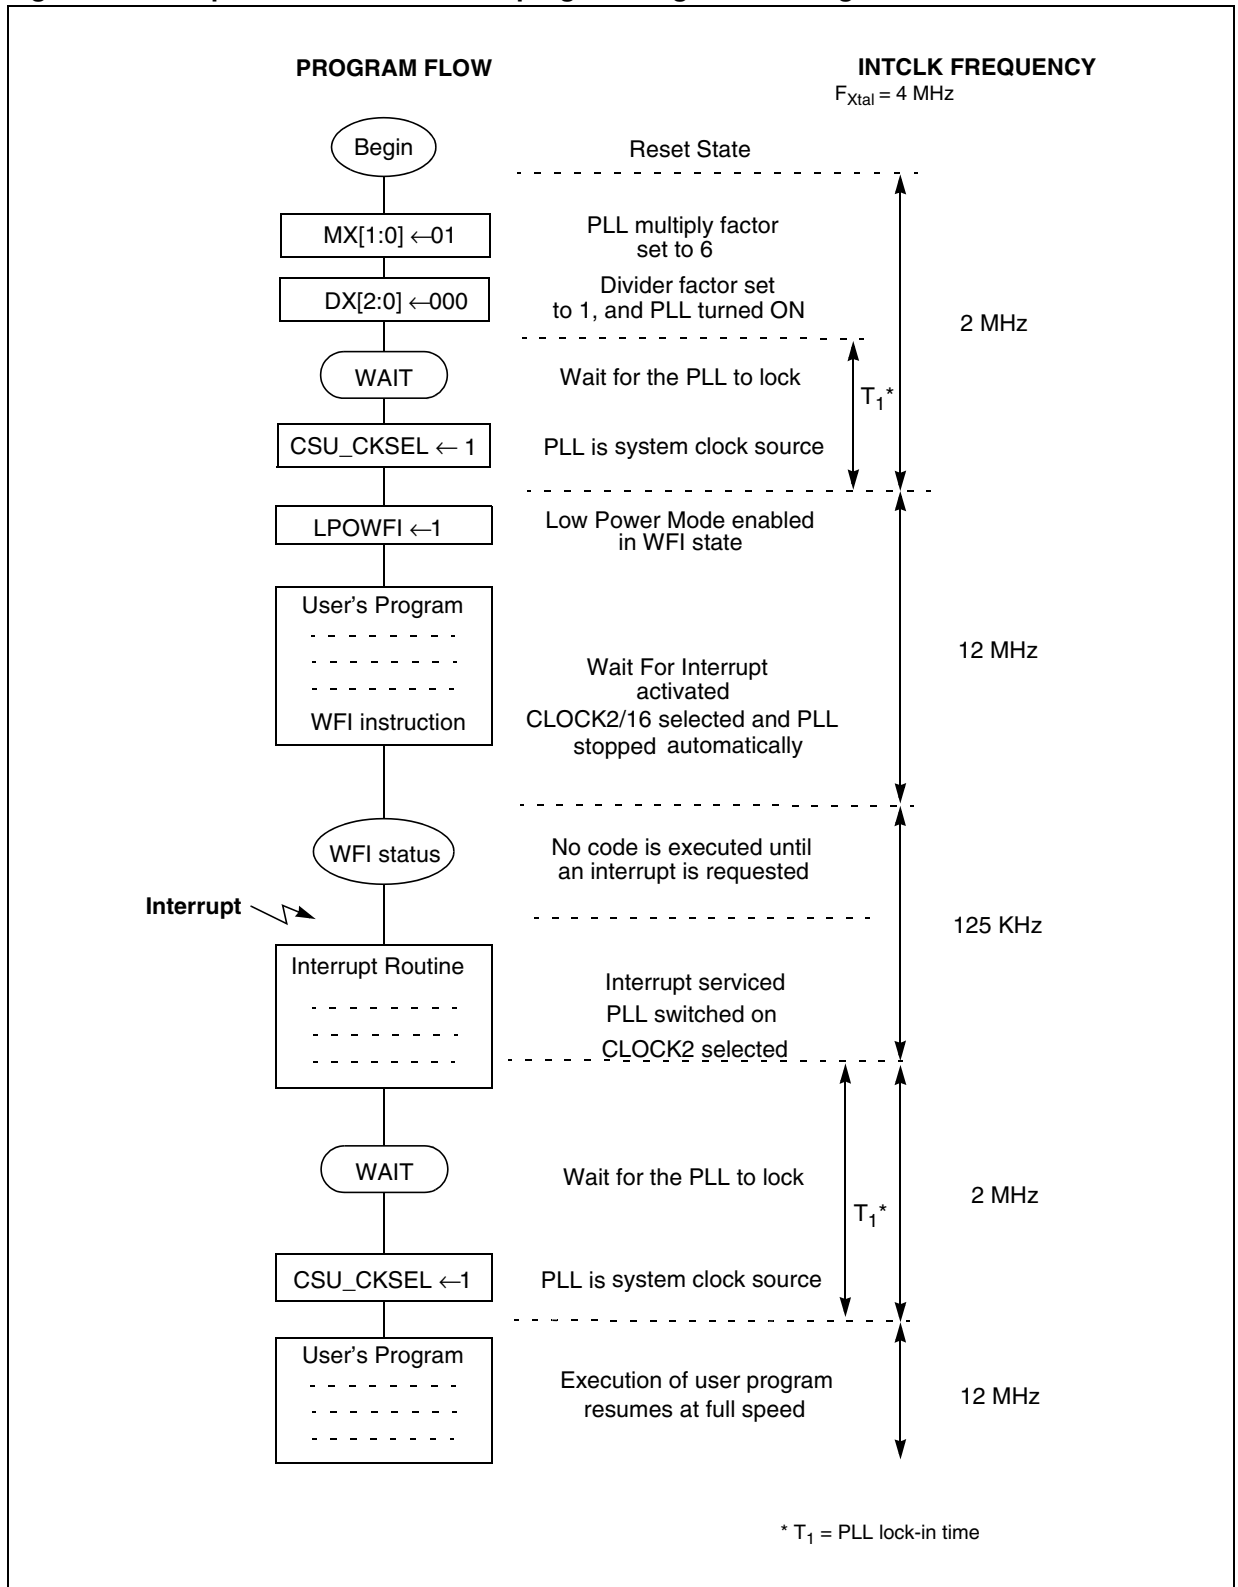 PROGRAM FLOW
INTCLK FREQUENCY
FXtal = 4 MHz
Begin
Reset State
MX[1:0] ←01
PLL multiply factor
set to 6
DX[2:0] ←000
Divider factor set
to 1, and PLL turned ON
2 MHz
WAIT
Wait for the PLL to lock
T1*
CSU_CKSEL ← 1
PLL is system clock source
LPOWFI ←1
Low Power Mode enabled
in WFI state
User's Program
WFI instruction
Wait For Interrupt
activated
CLOCK2/16 selected and PLL
stopped automatically
12 MHz
WFI status
No code is executed until
an interrupt is requested
Interrupt
125 KHz
Interrupt Routine
Interrupt serviced
PLL switched on
CLOCK2 selected
WAIT
Wait for the PLL to lock
T1*
2 MHz
CSU_CKSEL ←1
PLL is system clock source
User's Program
Execution of user program
resumes at full speed
12 MHz
* T1 = PLL lock-in time